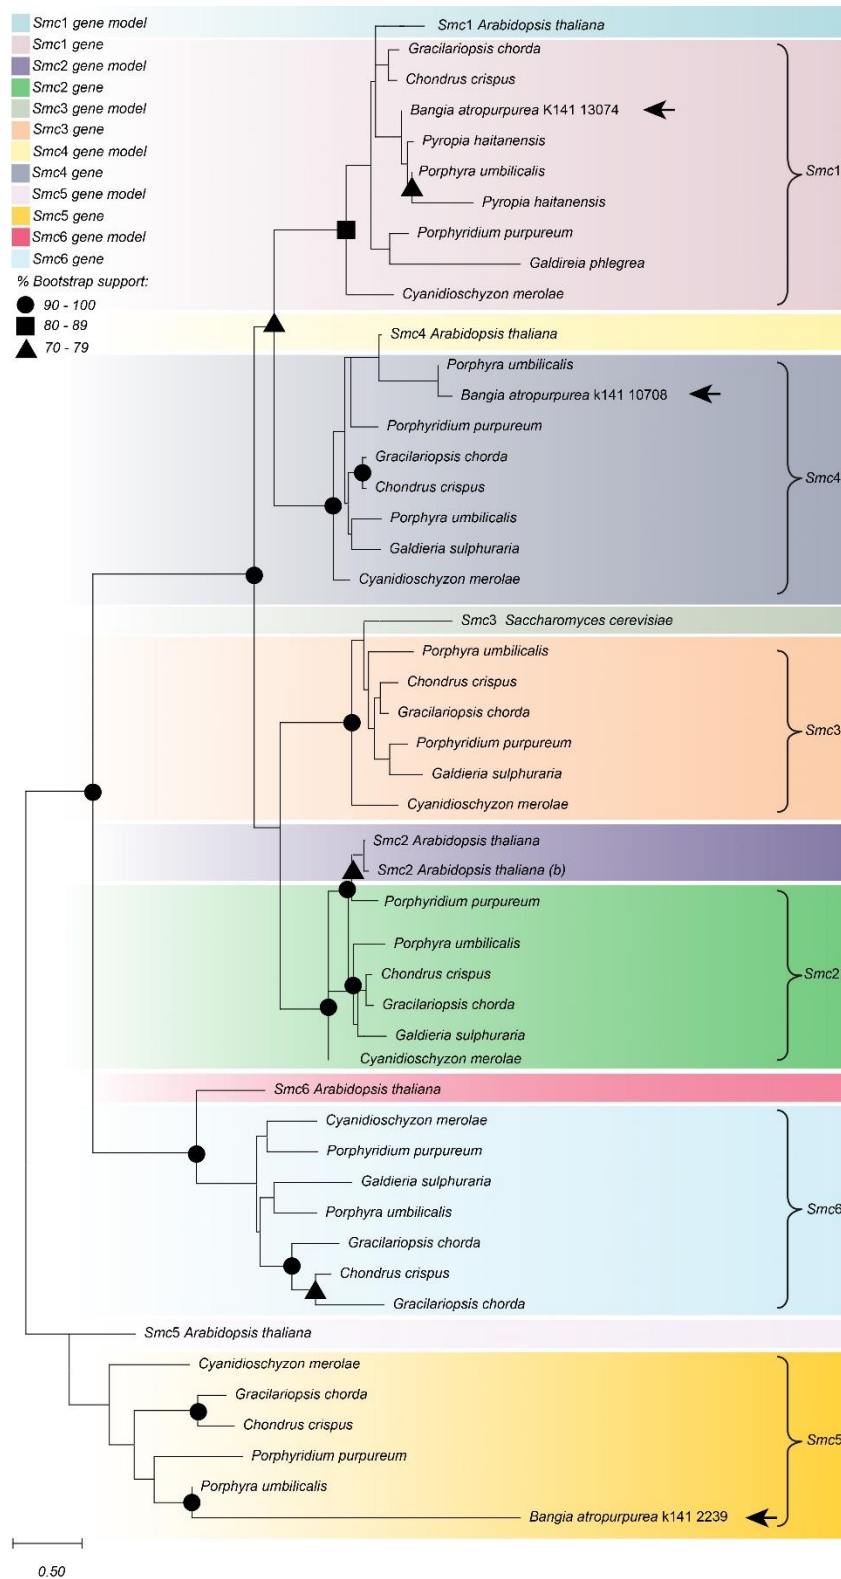 Smc1 gene model
Smc1 gene
Smc2 gene model
Smc2 gene
Smc3 gene model
Smc3 gene
Smc4 gene model
Smc4 gene
Smc5 gene model
Smc5 gene
Smc6 gene model
Smc6 gene
% Bootstrap support:
90 - 100
80 - 89
70 - 79
Smc1 Arabidopsis thaliana
Gracilariopsis chorda
Chondrus crispus
Bangia atropurpurea K141 13074
Pyropia haitanensis
Porphyra umbilicalis
Pyropia haitanensis
Porphyridium purpureum
Galdireia phlegrea
Cyanidioschyzon merolae
Smc1
Smc4 Arabidopsis thaliana
Porphyra umbilicalis
Bangia atropurpurea k141 10708
Porphyridium purpureum
Gracilariopsis chorda
Chondrus crispus
Porphyra umbilicalis
Galdieria sulphuraria
Cyanidioschyzon merolae
Smc4
Smc3 Saccharomyces cerevisiae
Porphyra umbilicalis
Chondrus crispus
Gracilariopsis chorda
Porphyridium purpureum
Galdieria sulphuraria
Cyanidioschyzon merolae
Smc3
Smc2 Arabidopsis thaliana
Smc2 Arabidopsis thaliana (b)
Porphyridium purpureum
Porphyra umbilicalis
Chondrus crispus
Gracilariopsis chorda
Galdieria sulphuraria
Cyanidioschyzon merolae
Smc2
Smc6 Arabidopsis thaliana
Cyanidioschyzon merolae
Porphyridium purpureum
Galdieria sulphuraria
Porphyra umbilicalis
Gracilariopsis chorda
Chondrus crispus
Gracilariopsis chorda
Smc6
Smc5 Arabidopsis thaliana
Cyanidioschyzon merolae
Gracilariopsis chorda
Chondrus crispus
Porphyridium purpureum
Porphyra umbilicalis
Bangia atropurpurea k141 2239
Smc5
0.50